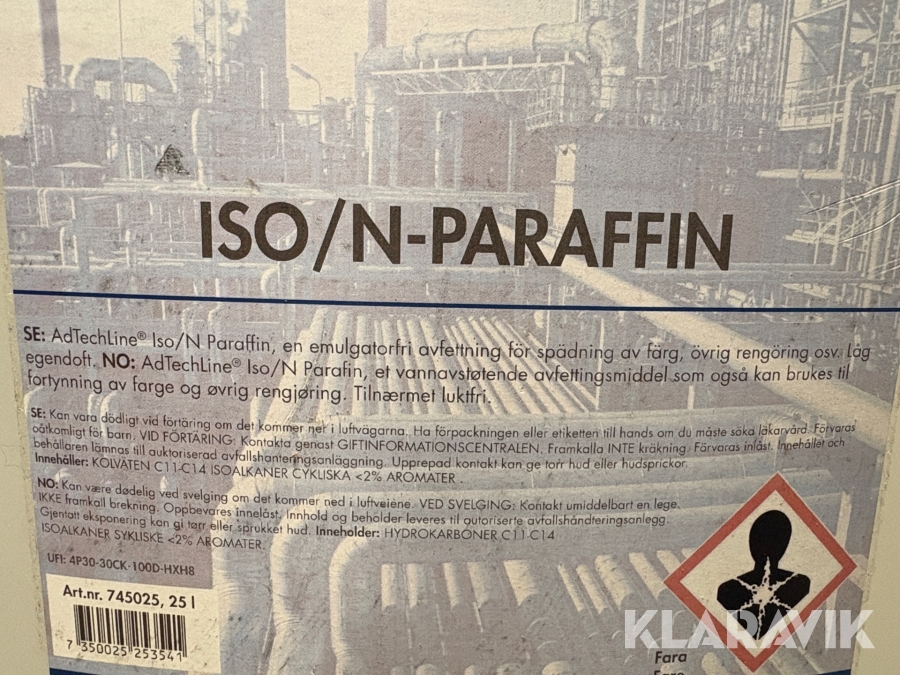 ISO/N-PARAFFIN
SE: AdTechLine® Iso/N Paraffin, en emulgatorfri avfettning för spädning av färg, övrig rengöring osv. Låg
egendoft. NO: AdTechLine® Iso/N Parafin, et vannavstøtende avfettingsmiddel som også kan brukes til
fortynning av farge og øvrig rengjøring. Tilnærmet luktfri.
SE: Kan vara dödligt vid förtäring om det kommer ner i luftvägarna. Ha förpackningen eller etiketten till hands om du måste söka läkarvård. Förvaras
oåtkomligt för barn. VID FÖRTÄRING: Kontakta genast GIFTINFORMATIONSCENTRALEN. Framkalla INTE kräkning. Förvaras inlåst. Innehållet och
behållaren lämnas till auktoriserad avfallshanteringsanläggning. Upprepad kontakt kan ge torr hud eller hudsprickor.
Innehåller: KOLVÄTEN C11-C14 ISOALKANER CYKLISKA <2% AROMATER .
NO: Kan være dødelig ved svelging om det kommer ned i luftveiene. VED SVELGING: Kontakt umiddelbart en lege.
IKKE framkall brekning. Oppbevares innelåst. Innhold og beholder leveres til autoriserte avfallshåndteringsanlegg.
Gjentatt eksponering kan gi tørr eller sprukket hud. Inneholder: HYDROKARBONER C11-C14
ISOALKANER SYKLISKE <2% AROMATER.
UFI: 4P30-30CK-100D-HXH8
Art.nr. 745025, 25 l
7 350025 253541
KLARAVIK
Fara